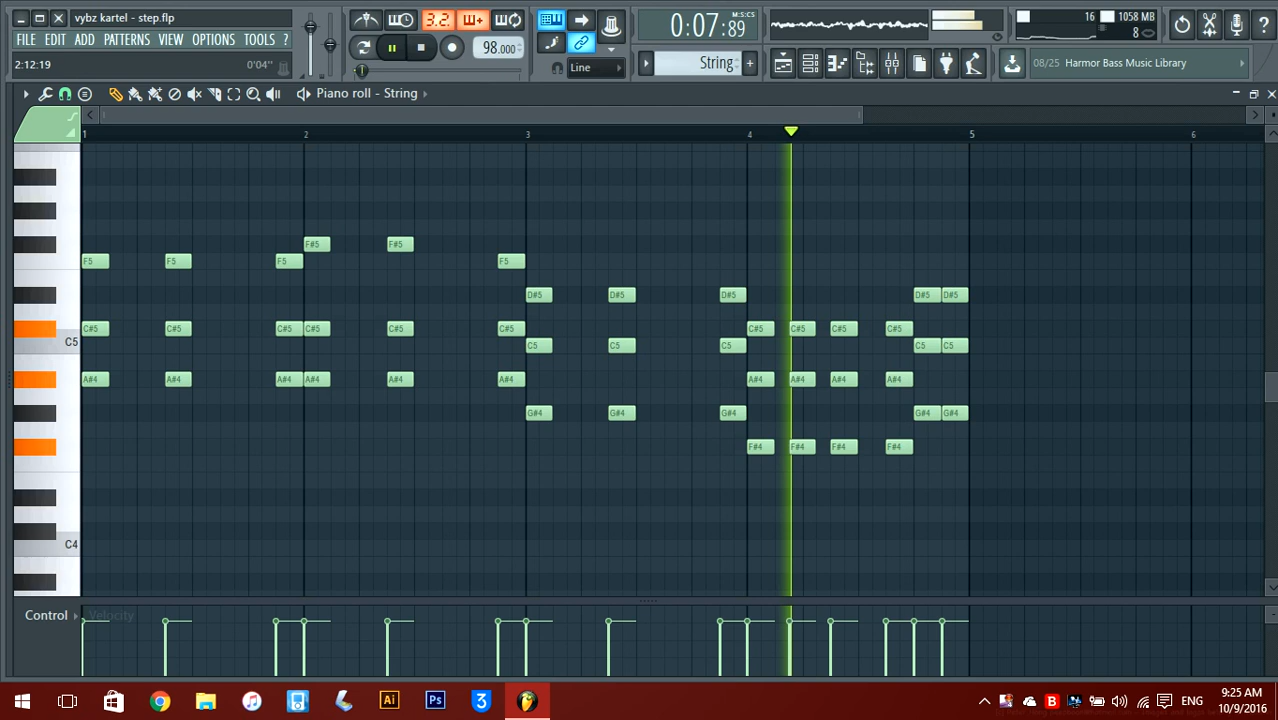 vybz kartel - step.flp
FILE EDIT ADD PATTERNS VIEW OPTIONS TOOLS ?
2:12:19 0'04"
3.2.
98.000
Line
0:07:89
M:S:CS
String
16 1058 MB
8
08/25 Harmor Bass Music Library
Piano roll - String
1 2 3 4 5 6
F#5 F#5
F5 F5 F5 F5
D#5 D#5 D#5 D#5 D#5
C#5 C#5 C#5 C#5 C#5 C#5 C#5 C#5 C#5 C#5
C5 C5 C5 C5 C5 C5
A#4 A#4 A#4 A#4 A#4 A#4 A#4 A#4 A#4 A#4
G#4 G#4 G#4 G#4 G#4
F#4 F#4 F#4 F#4
C4
Control Velocity
Ai Ps 3 B ENG
9:25 AM
10/9/2016